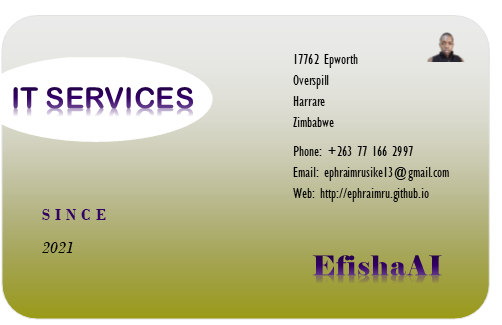 IT SERVICES
SINCE
2021
17762 Epworth
Overspill
Harrare
Zimbabwe
Phone: +263 77 166 2997
Email: ephraimrusike13@gmail.com
Web: http://ephraimru.github.io
EfishaAI